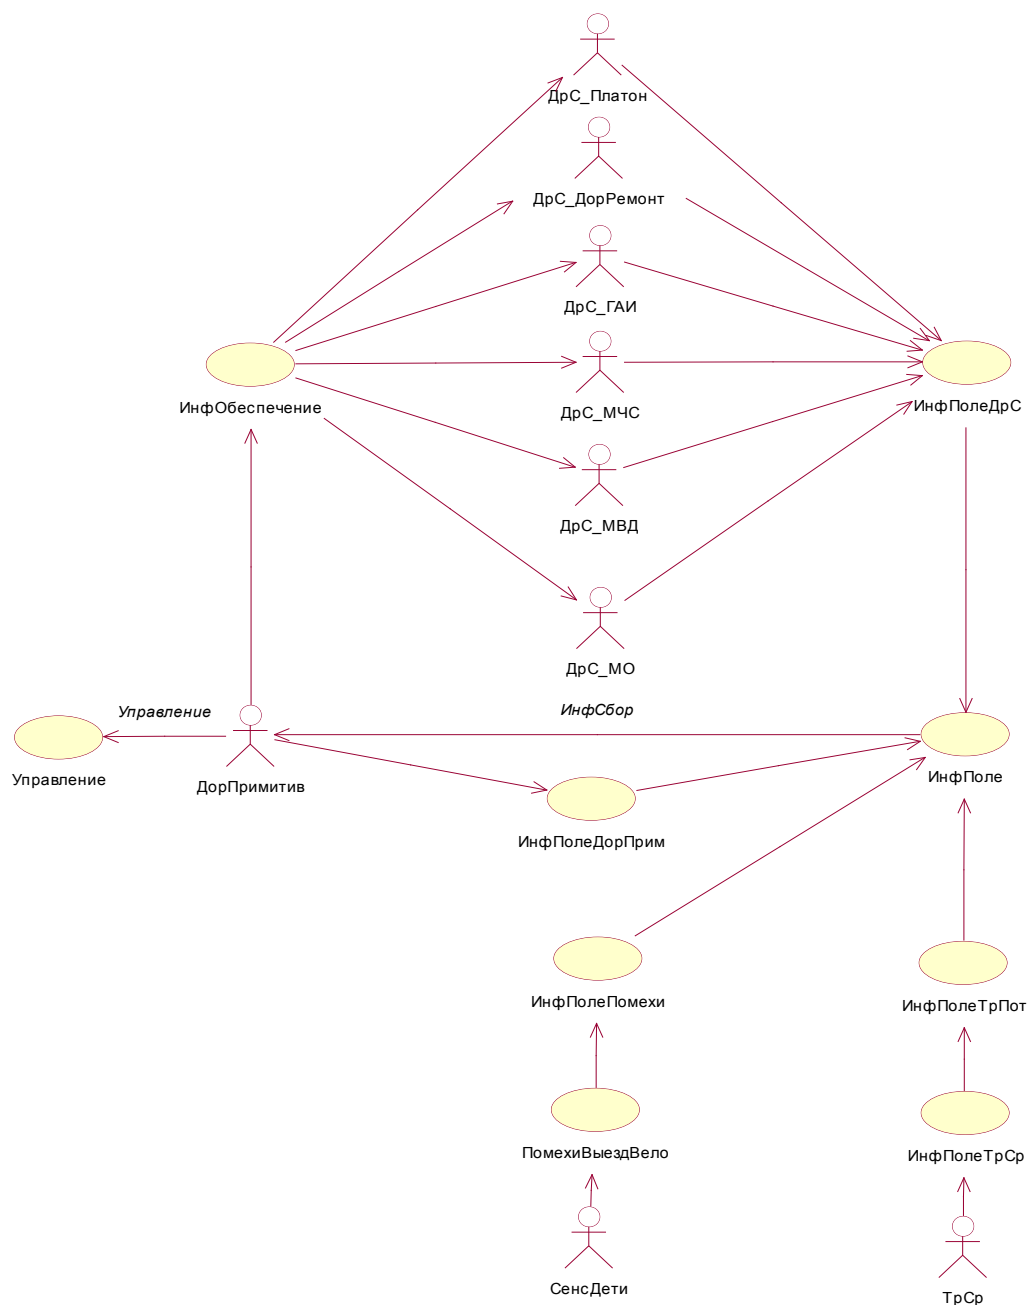 ДрС_Платон
ДрС_ДорРемонт
ДрС_ГАИ
ИнфОбеспечение
ДрС_МЧС
ИнфПолеДрС
ДрС_МВД
ДрС_МО
Управление
ИнфСбор
Управление
ДорПримитив
ИнфПоле
ИнфПолеДорПрим
ИнфПолеПомехи
ИнфПолеТрПот
ПомехиВыездВело
ИнфПолеТрСр
СенсДети
ТрСр